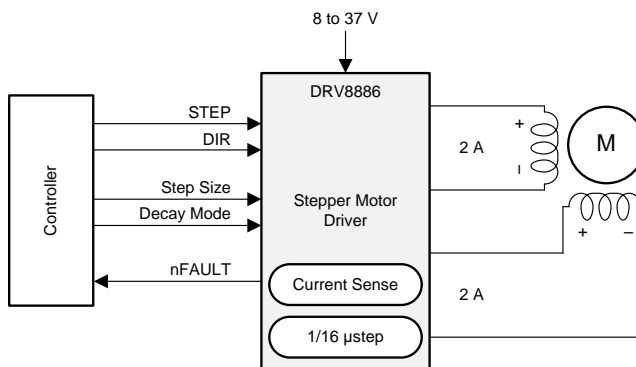 8 to 37 V
DRV8886
STEP
DIR
Step Size
Decay Mode
nFAULT
Controller
Stepper Motor
Driver
Current Sense
1/16 µstep
+
2 A
–
M
+ –
2 A